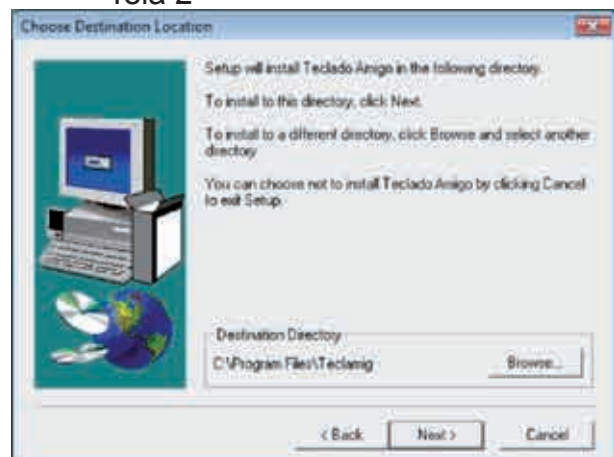 Tela 2
Choose Destination Location
Setup will install Teclado Amigo in the following directory.
To install to this directory, click Next.
To install to a different directory, click Browse and select another
directory.
You can choose not to install Teclado Amigo by clicking Cancel
to exit Setup.
Destination Directory
C:\Program Files\Teclamig
Browse...
< Back
Next >
Cancel